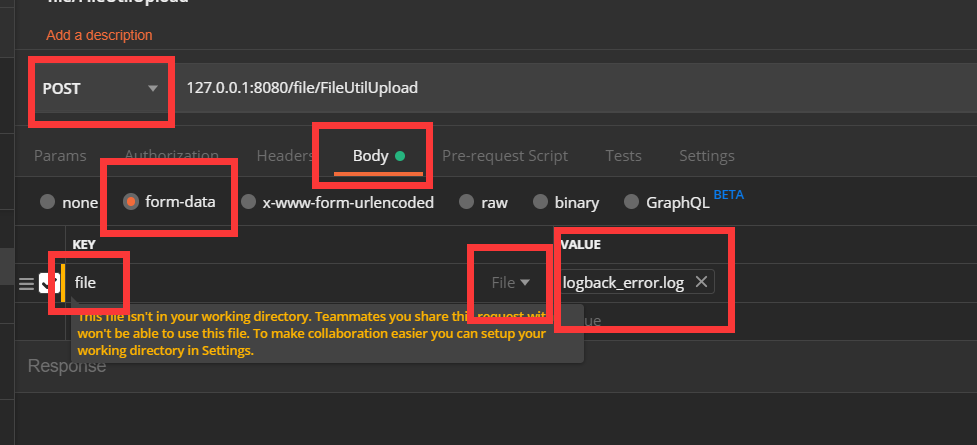 file/FileUtilUpload
Add a description
POST 127.0.0.1:8080/file/FileUtilUpload
Params Authorization Headers Body Pre-request Script Tests Settings
none form-data x-www-form-urlencoded raw binary GraphQL BETA
KEY VALUE
file File logback_error.log
This file isn't in your working directory. Teammates you share this request with
won't be able to use this file. To make collaboration easier you can setup your
working directory in Settings.
Response